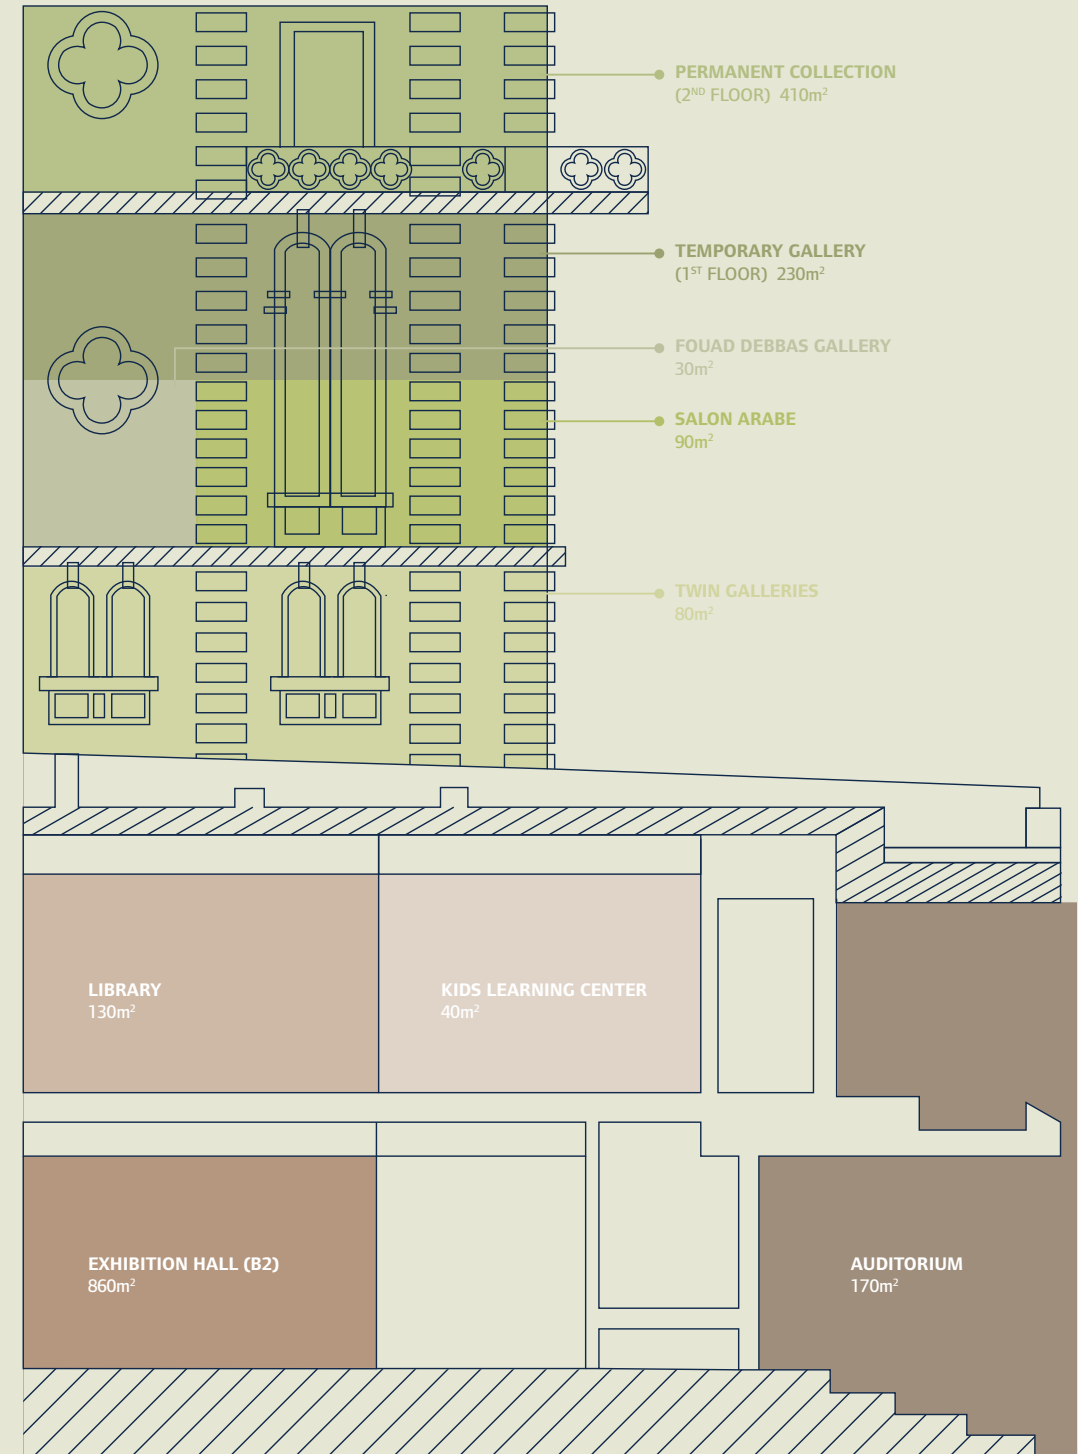 PERMANENT COLLECTION
(2ND FLOOR) 410m²
TEMPORARY GALLERY
(1ST FLOOR) 230m²
FOUAD DEBBAS GALLERY
30m²
SALON ARABE
90m²
TWIN GALLERIES
80m²
LIBRARY
130m²
KIDS LEARNING CENTER
40m²
EXHIBITION HALL (B2)
860m²
AUDITORIUM
170m²